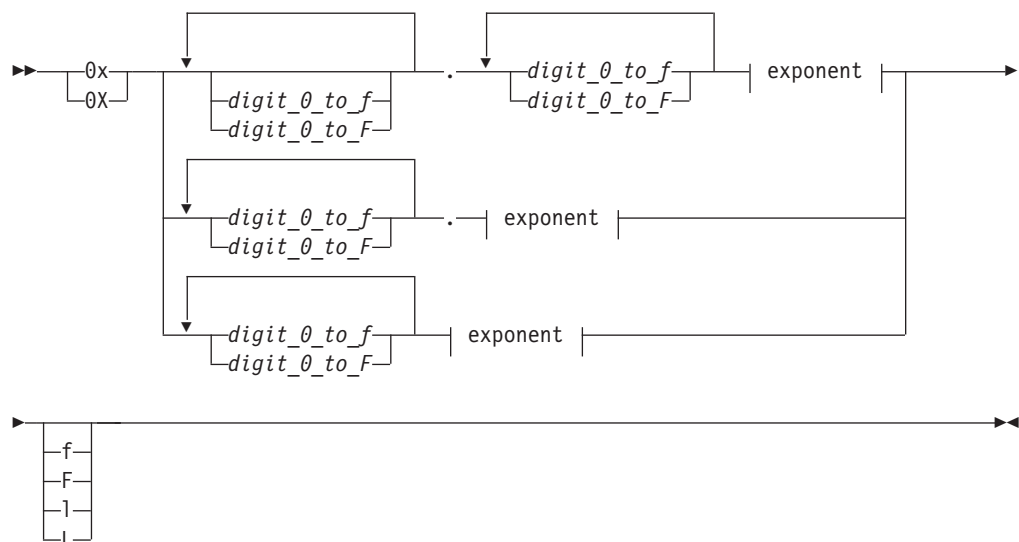 0x . digit_0_to_f exponent
0X digit_0_to_f digit_0_to_F
digit_0_to_F
digit_0_to_f . exponent
digit_0_to_F
digit_0_to_f exponent
digit_0_to_F
f
F
l
L